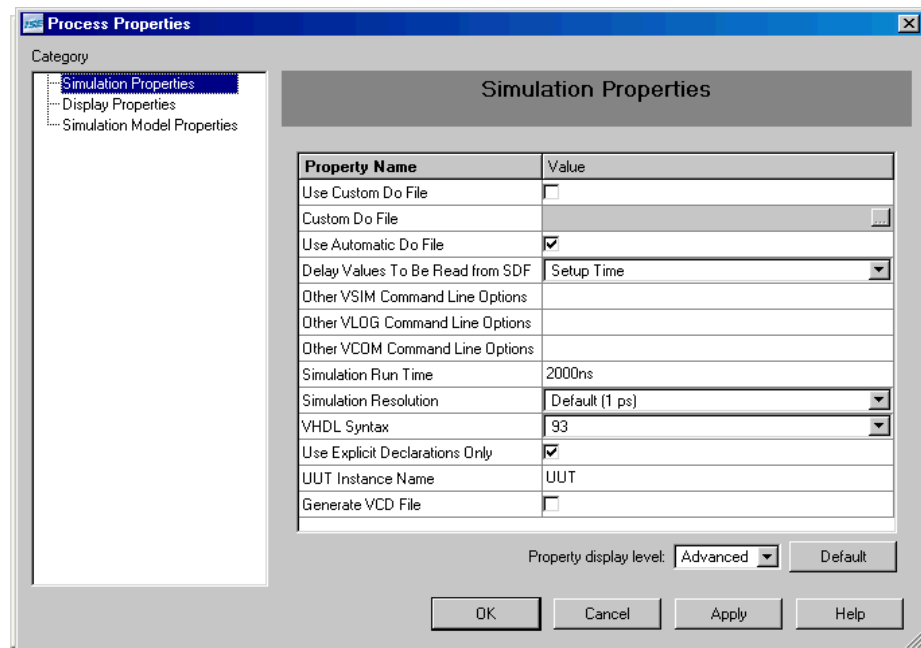 ISE Process Properties
Category
Simulation Properties
Display Properties
Simulation Model Properties
Simulation Properties
Property Name Value
Use Custom Do File
Custom Do File ...
Use Automatic Do File
Delay Values To Be Read from SDF Setup Time
Other VSIM Command Line Options
Other VLOG Command Line Options
Other VCOM Command Line Options
Simulation Run Time 2000ns
Simulation Resolution Default (1 ps)
VHDL Syntax 93
Use Explicit Declarations Only
UUT Instance Name UUT
Generate VCD File
Property display level: Advanced Default
OK Cancel Apply Help